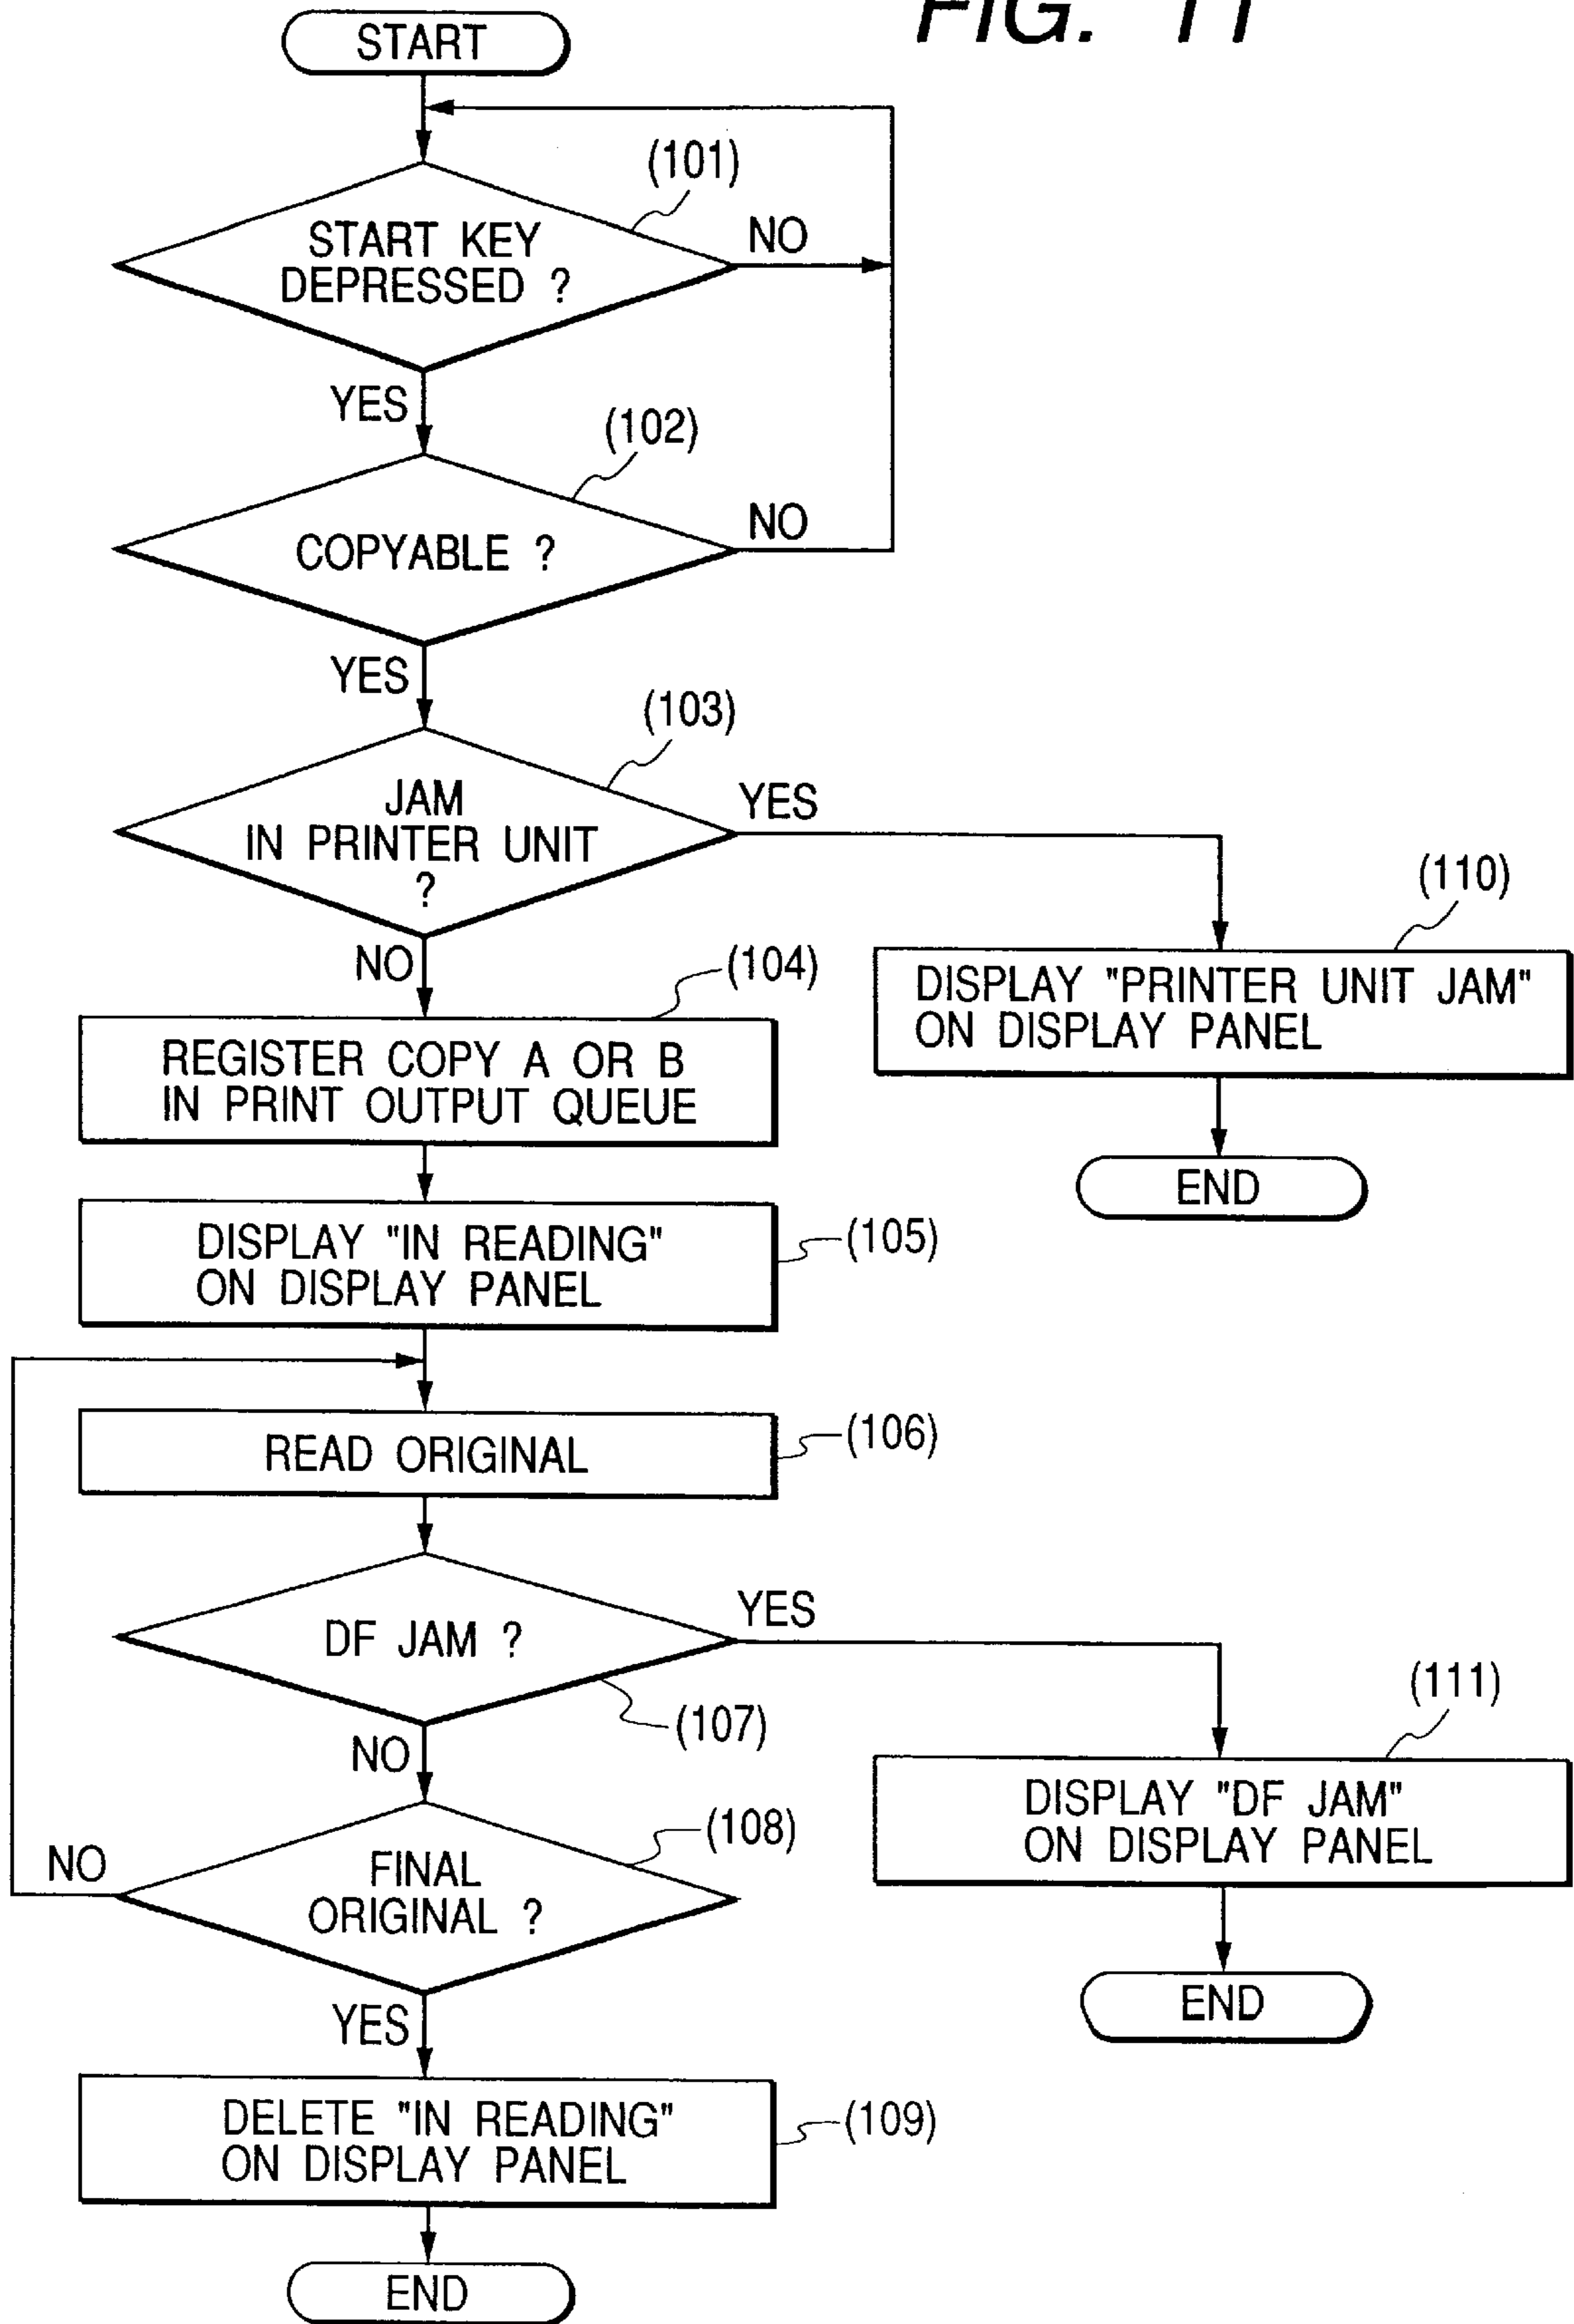 FIG. 11
START
(101)
START KEY
DEPRESSED ?
NO
YES
(102)
COPYABLE ?
NO
YES
(103)
JAM
IN PRINTER UNIT
?
YES
(110)
DISPLAY "PRINTER UNIT JAM"
ON DISPLAY PANEL
END
NO
(104)
REGISTER COPY A OR B
IN PRINT OUTPUT QUEUE
DISPLAY "IN READING"
ON DISPLAY PANEL
(105)
READ ORIGINAL
(106)
DF JAM ?
YES
(107)
(111)
DISPLAY "DF JAM"
ON DISPLAY PANEL
END
NO
(108)
FINAL
ORIGINAL ?
NO
YES
DELETE "IN READING"
ON DISPLAY PANEL
(109)
END